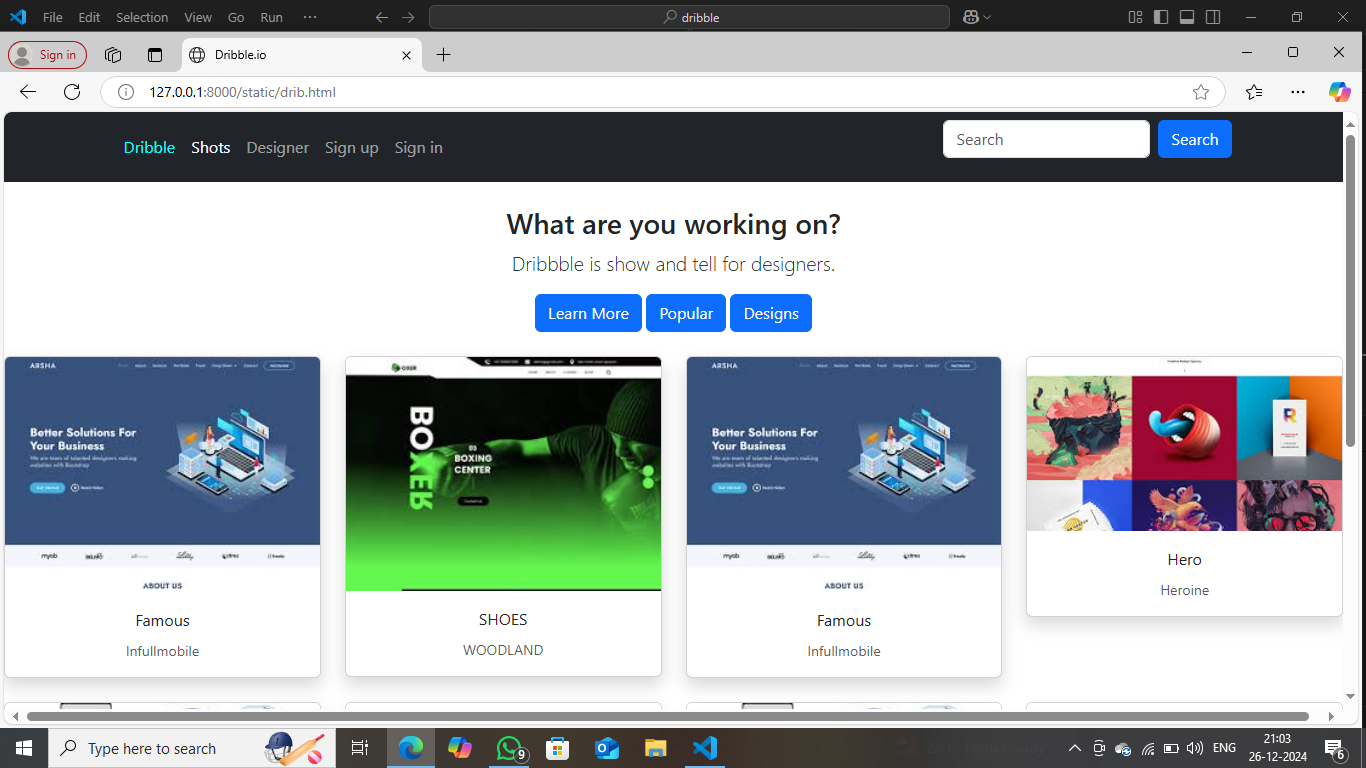 File Edit Selection View Go Run ··· dribble
Sign in Dribble.io
127.0.0.1:8000/static/drib.html
Dribble Shots Designer Sign up Sign in Search Search
What are you working on?
Dribbble is show and tell for designers.
Learn More Popular Designs
ARSHA
Better Solutions For
Your Business
We are team of talented designers making
websites with Bootstrap
ABOUT US
Famous
Infullmobile
BOXER
03
BOXING
CENTER
SHOES
WOODLAND
ARSHA
Better Solutions For
Your Business
We are team of talented designers making
websites with Bootstrap
ABOUT US
Famous
Infullmobile
R
Hero
Heroine
Type here to search 9 ENG 21:03
26-12-2024 6